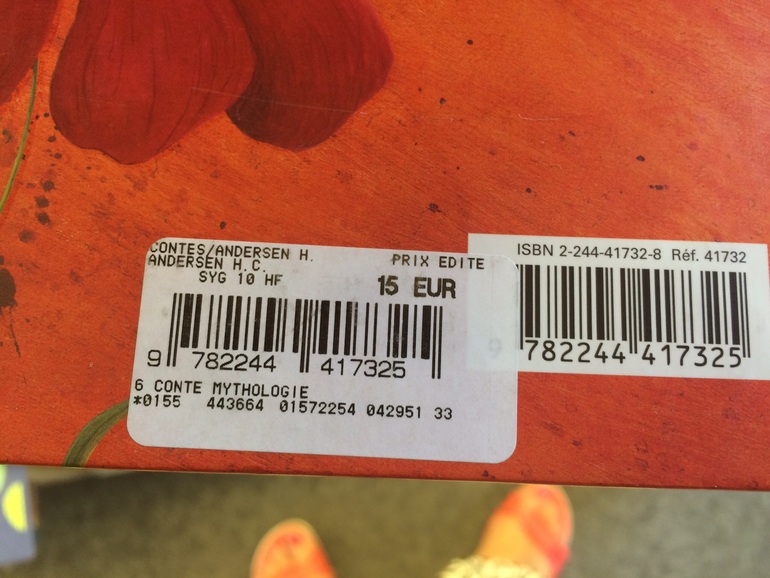 CONTES/ANDERSEN H.
ANDERSEN H.C. PRIX EDITE
SYG 10 HF 15 EUR
9 782244 417325
6 CONTE MYTHOLOGIE
*0155 443664 01572254 042951 33
ISBN 2-244-41732-8 Réf. 41732
9 782244 417325